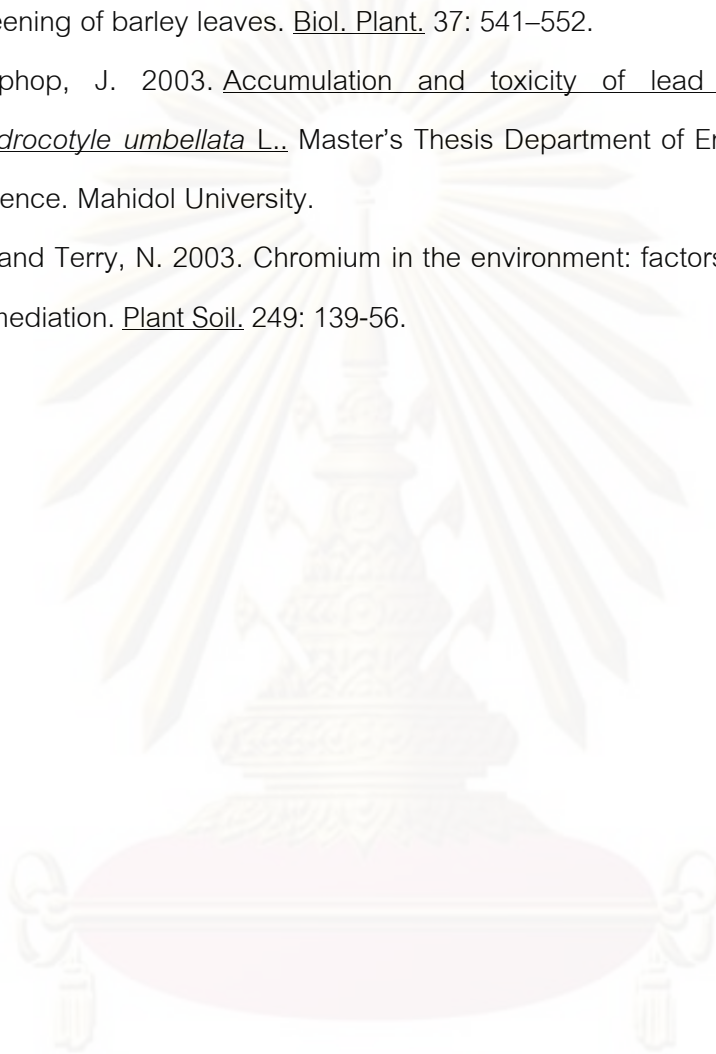 eening of barley leaves. Biol. Plant. 37: 541–552.
phop, J. 2003. Accumulation and toxicity of lead
drocotyle umbellata L.. Master's Thesis Department of En
ence. Mahidol University.
and Terry, N. 2003. Chromium in the environment: factors
mediation. Plant Soil. 249: 139-56.